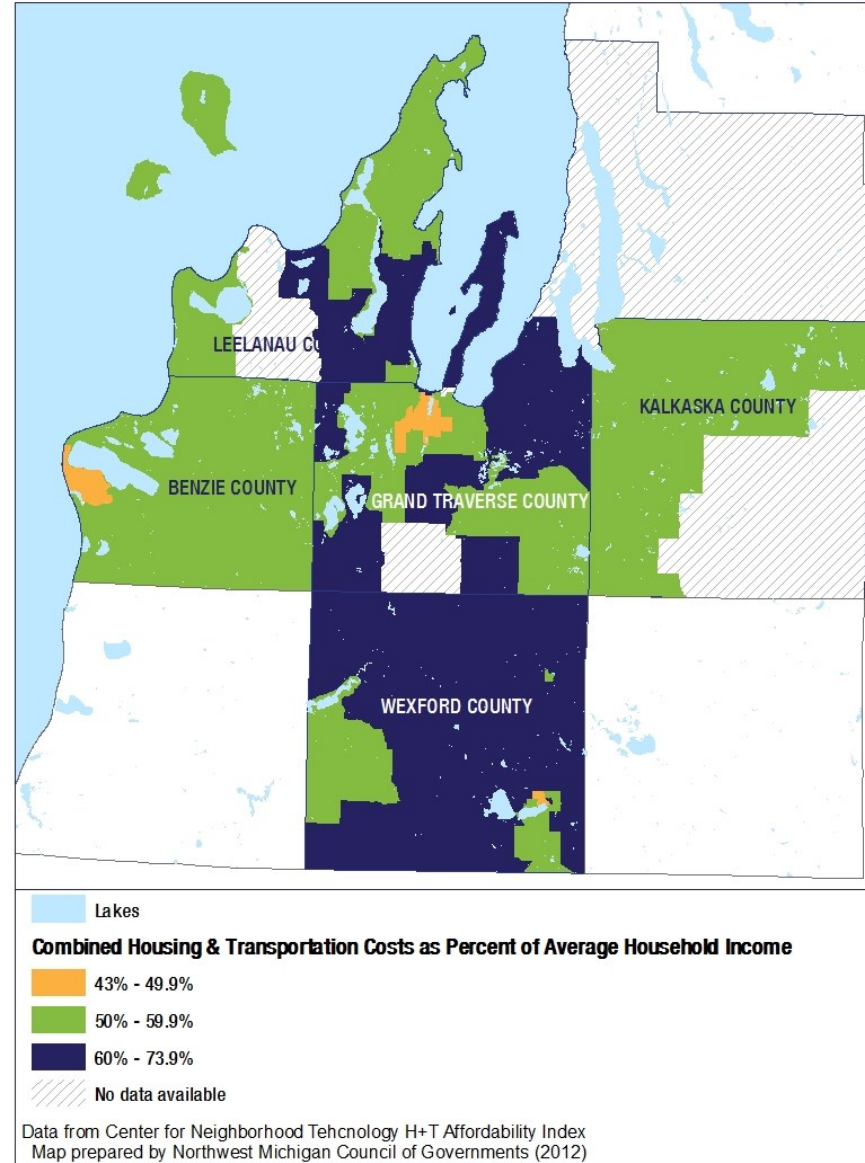 LEELANAU CO
KALKASKA COUNTY
BENZIE COUNTY
GRAND TRAVERSE COUNTY
WEXFORD COUNTY
Lakes
Combined Housing & Transportation Costs as Percent of Average Household Income
43% - 49.9%
50% - 59.9%
60% - 73.9%
No data available
Data from Center for Neighborhood Tehcnology H+T Affordability Index
Map prepared by Northwest Michigan Council of Governments (2012)